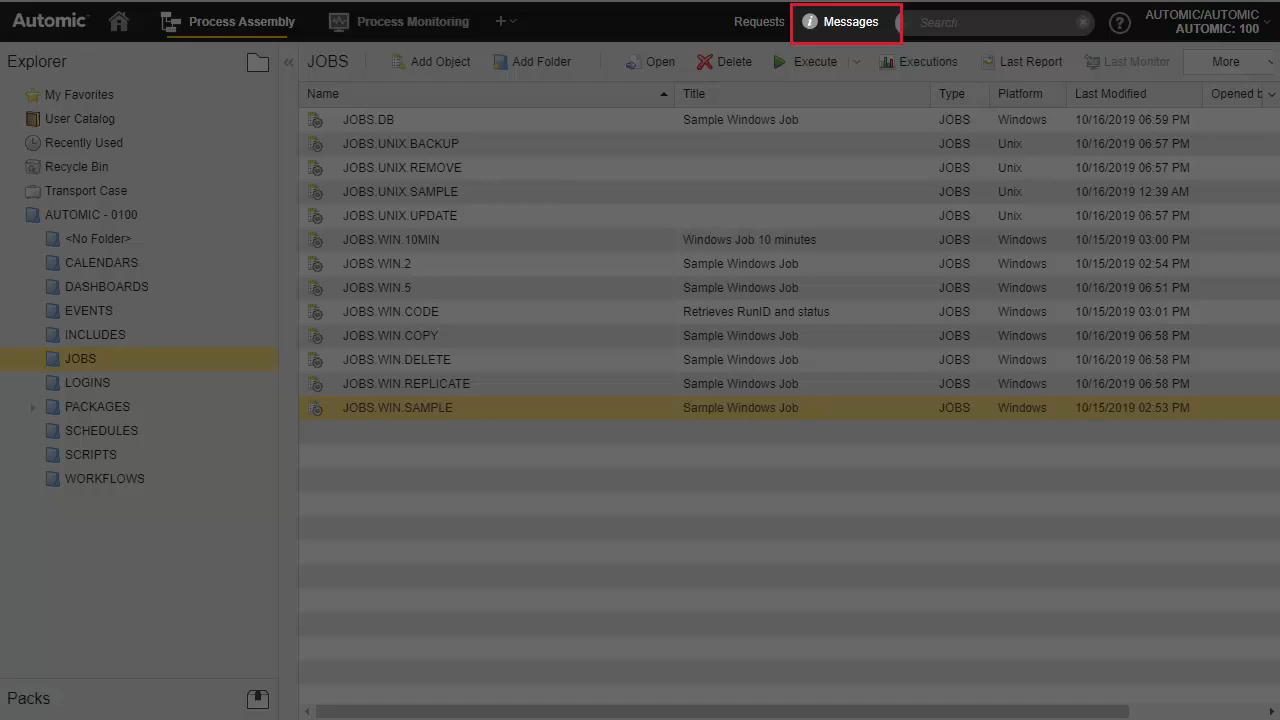 Automic Process Assembly Process Monitoring + Requests i Messages Search ? AUTOMIC/AUTOMIC
AUTOMIC: 100
Explorer « JOBS Add Object Add Folder Open Delete Execute Executions Last Report Last Monitor More
Name Title Type Platform Last Modified Opened b
My Favorites
User Catalog
Recently Used
Recycle Bin
Transport Case
AUTOMIC - 0100
<No Folder>
CALENDARS
DASHBOARDS
EVENTS
INCLUDES
JOBS
LOGINS
PACKAGES
SCHEDULES
SCRIPTS
WORKFLOWS
JOBS.DB Sample Windows Job JOBS Windows 10/16/2019 06:59 PM
JOBS.UNIX.BACKUP JOBS Unix 10/16/2019 06:57 PM
JOBS.UNIX.REMOVE JOBS Unix 10/16/2019 06:57 PM
JOBS.UNIX.SAMPLE JOBS Unix 10/16/2019 12:39 AM
JOBS.UNIX.UPDATE JOBS Unix 10/16/2019 06:57 PM
JOBS.WIN.10MIN Windows Job 10 minutes JOBS Windows 10/15/2019 03:00 PM
JOBS.WIN.2 Sample Windows Job JOBS Windows 10/15/2019 02:54 PM
JOBS.WIN.5 Sample Windows Job JOBS Windows 10/16/2019 06:51 PM
JOBS.WIN.CODE Retrieves RunID and status JOBS Windows 10/15/2019 03:01 PM
JOBS.WIN.COPY Sample Windows Job JOBS Windows 10/16/2019 06:58 PM
JOBS.WIN.DELETE Sample Windows Job JOBS Windows 10/16/2019 06:58 PM
JOBS.WIN.REPLICATE Sample Windows Job JOBS Windows 10/16/2019 06:58 PM
JOBS.WIN.SAMPLE Sample Windows Job JOBS Windows 10/15/2019 02:53 PM
Packs